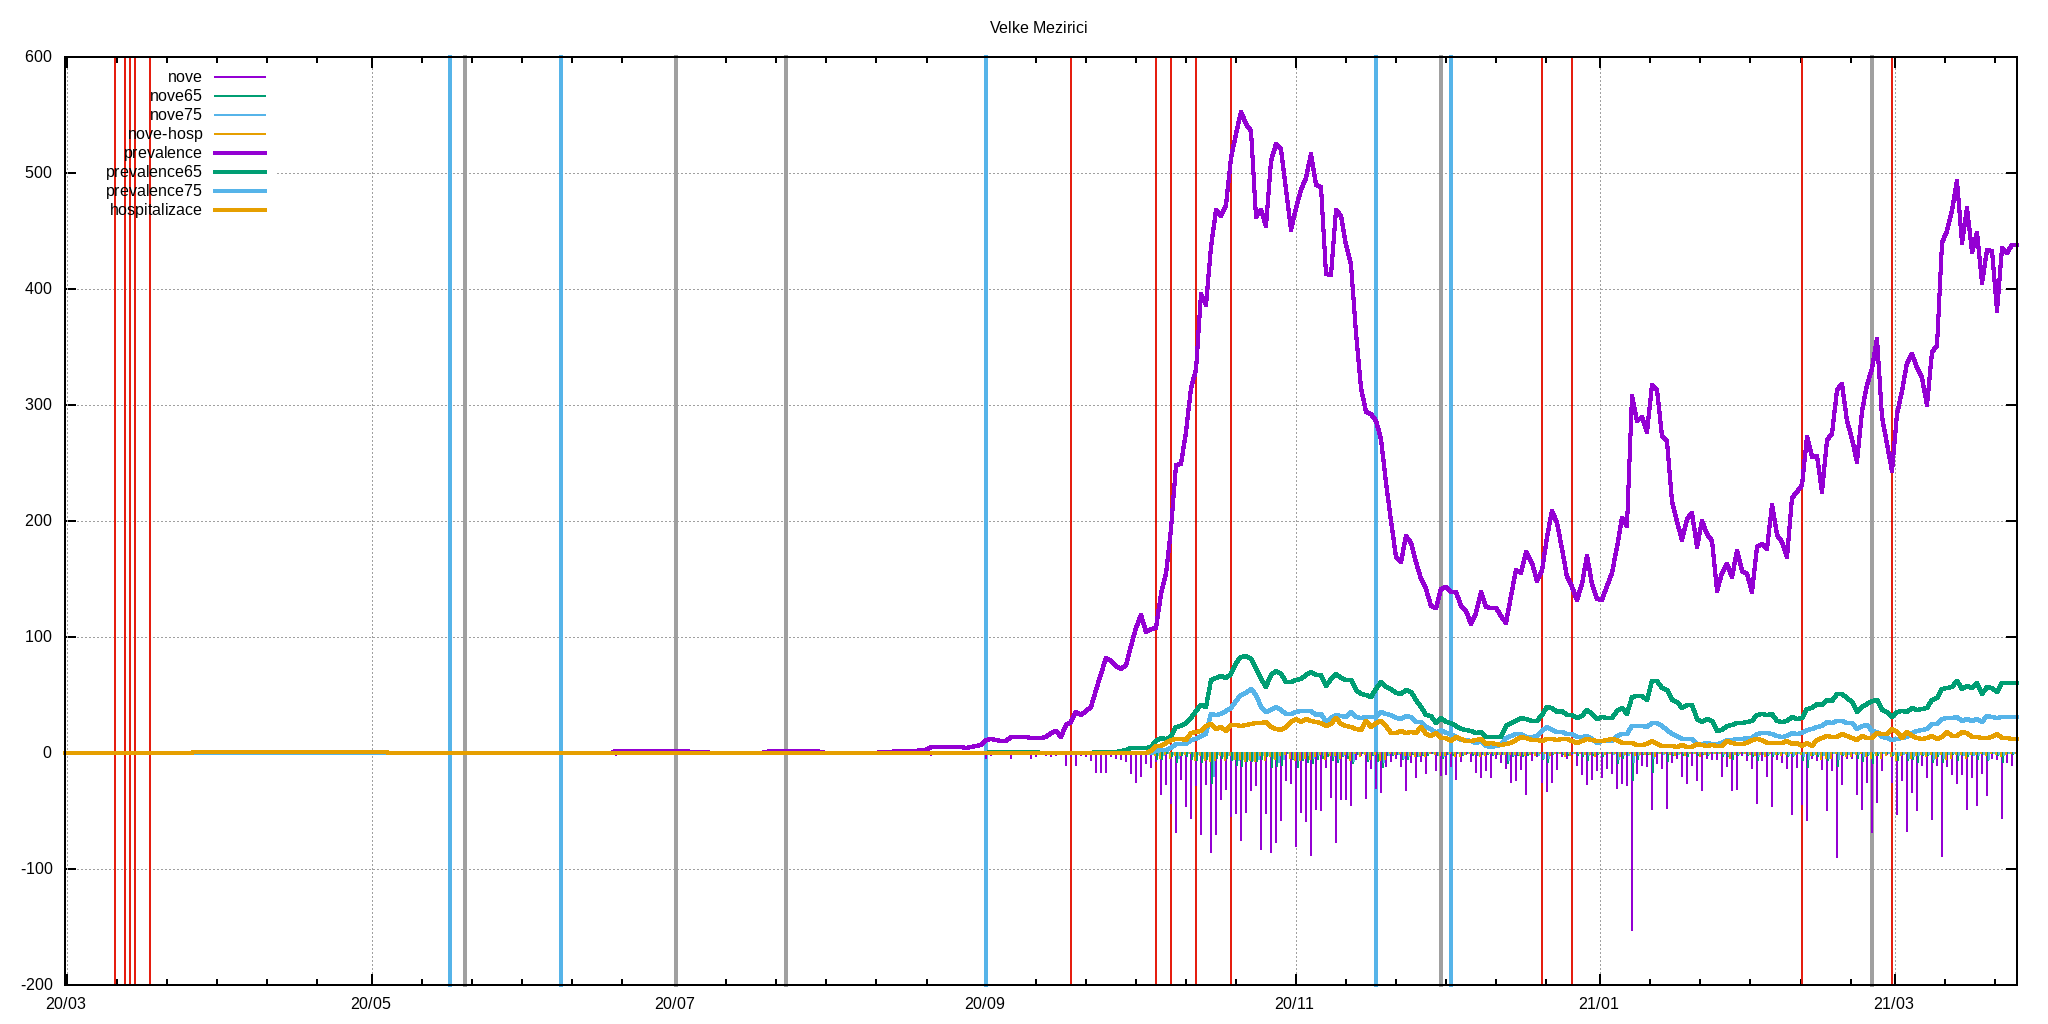 Velke Mezirici
600
500
400
300
200
100
0
-100
-200
nove
nove65
nove75
nove-hosp
prevalence
prevalence65
prevalence75
hospitalizace
20/03 20/05 20/07 20/09 20/11 21/01 21/03